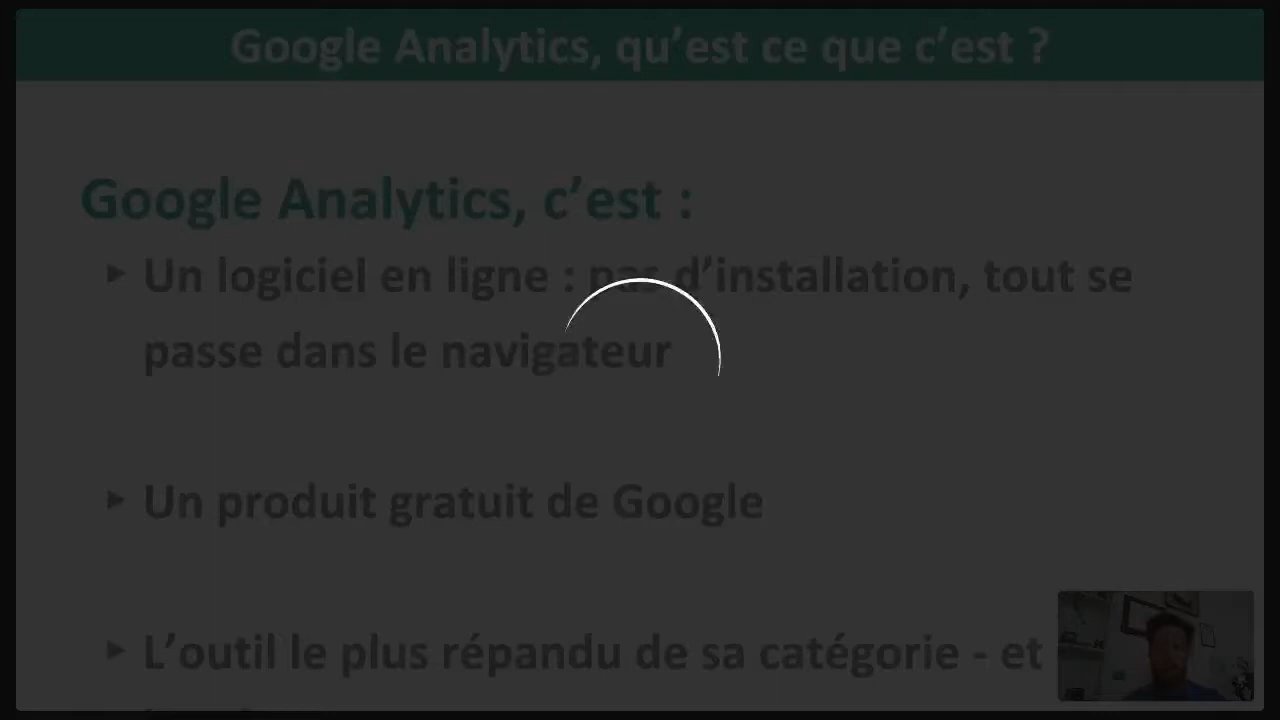 Google Analytics, qu’est ce que c’est ?
Google Analytics, c’est :
Un logiciel en ligne : pas d’installation, tout se
passe dans le navigateur
Un produit gratuit de Google
L’outil le plus répandu de sa catégorie - et